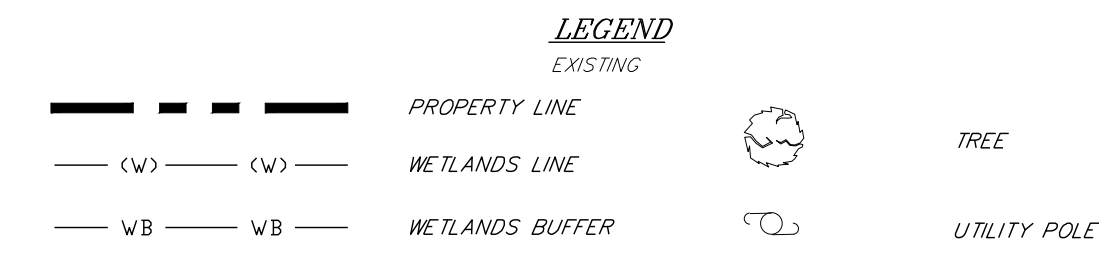 LEGEND
EXISTING
PROPERTY LINE
(W) (W)
WETLANDS LINE
WB WB
WETLANDS BUFFER
TREE
UTILITY POLE